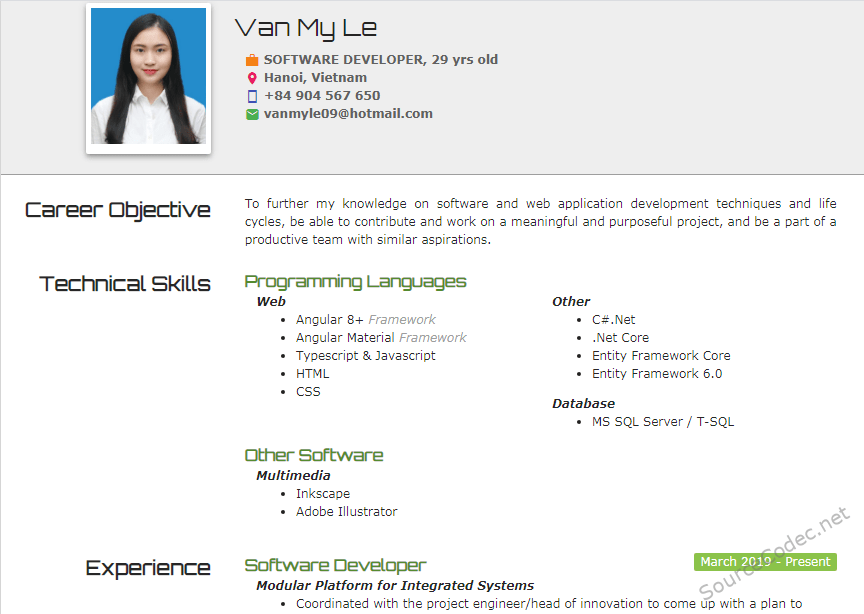 Van My Le
SOFTWARE DEVELOPER, 29 yrs old
Hanoi, Vietnam
+84 904 567 650
vanmyle09@hotmail.com
Career Objective
To further my knowledge on software and web application development techniques and life
cycles, be able to contribute and work on a meaningful and purposeful project, and be a part of a
productive team with similar aspirations.
Technical Skills
Programming Languages
Web
Angular 8+ Framework
Angular Material Framework
Typescript & Javascript
HTML
CSS
Other
C#.Net
.Net Core
Entity Framework Core
Entity Framework 6.0
Database
MS SQL Server / T-SQL
Other Software
Multimedia
Inkscape
Adobe Illustrator
Experience
Software Developer
March 2019 - Present
Modular Platform for Integrated Systems
Coordinated with the project engineer/head of innovation to come up with a plan to
SourceCodec.net